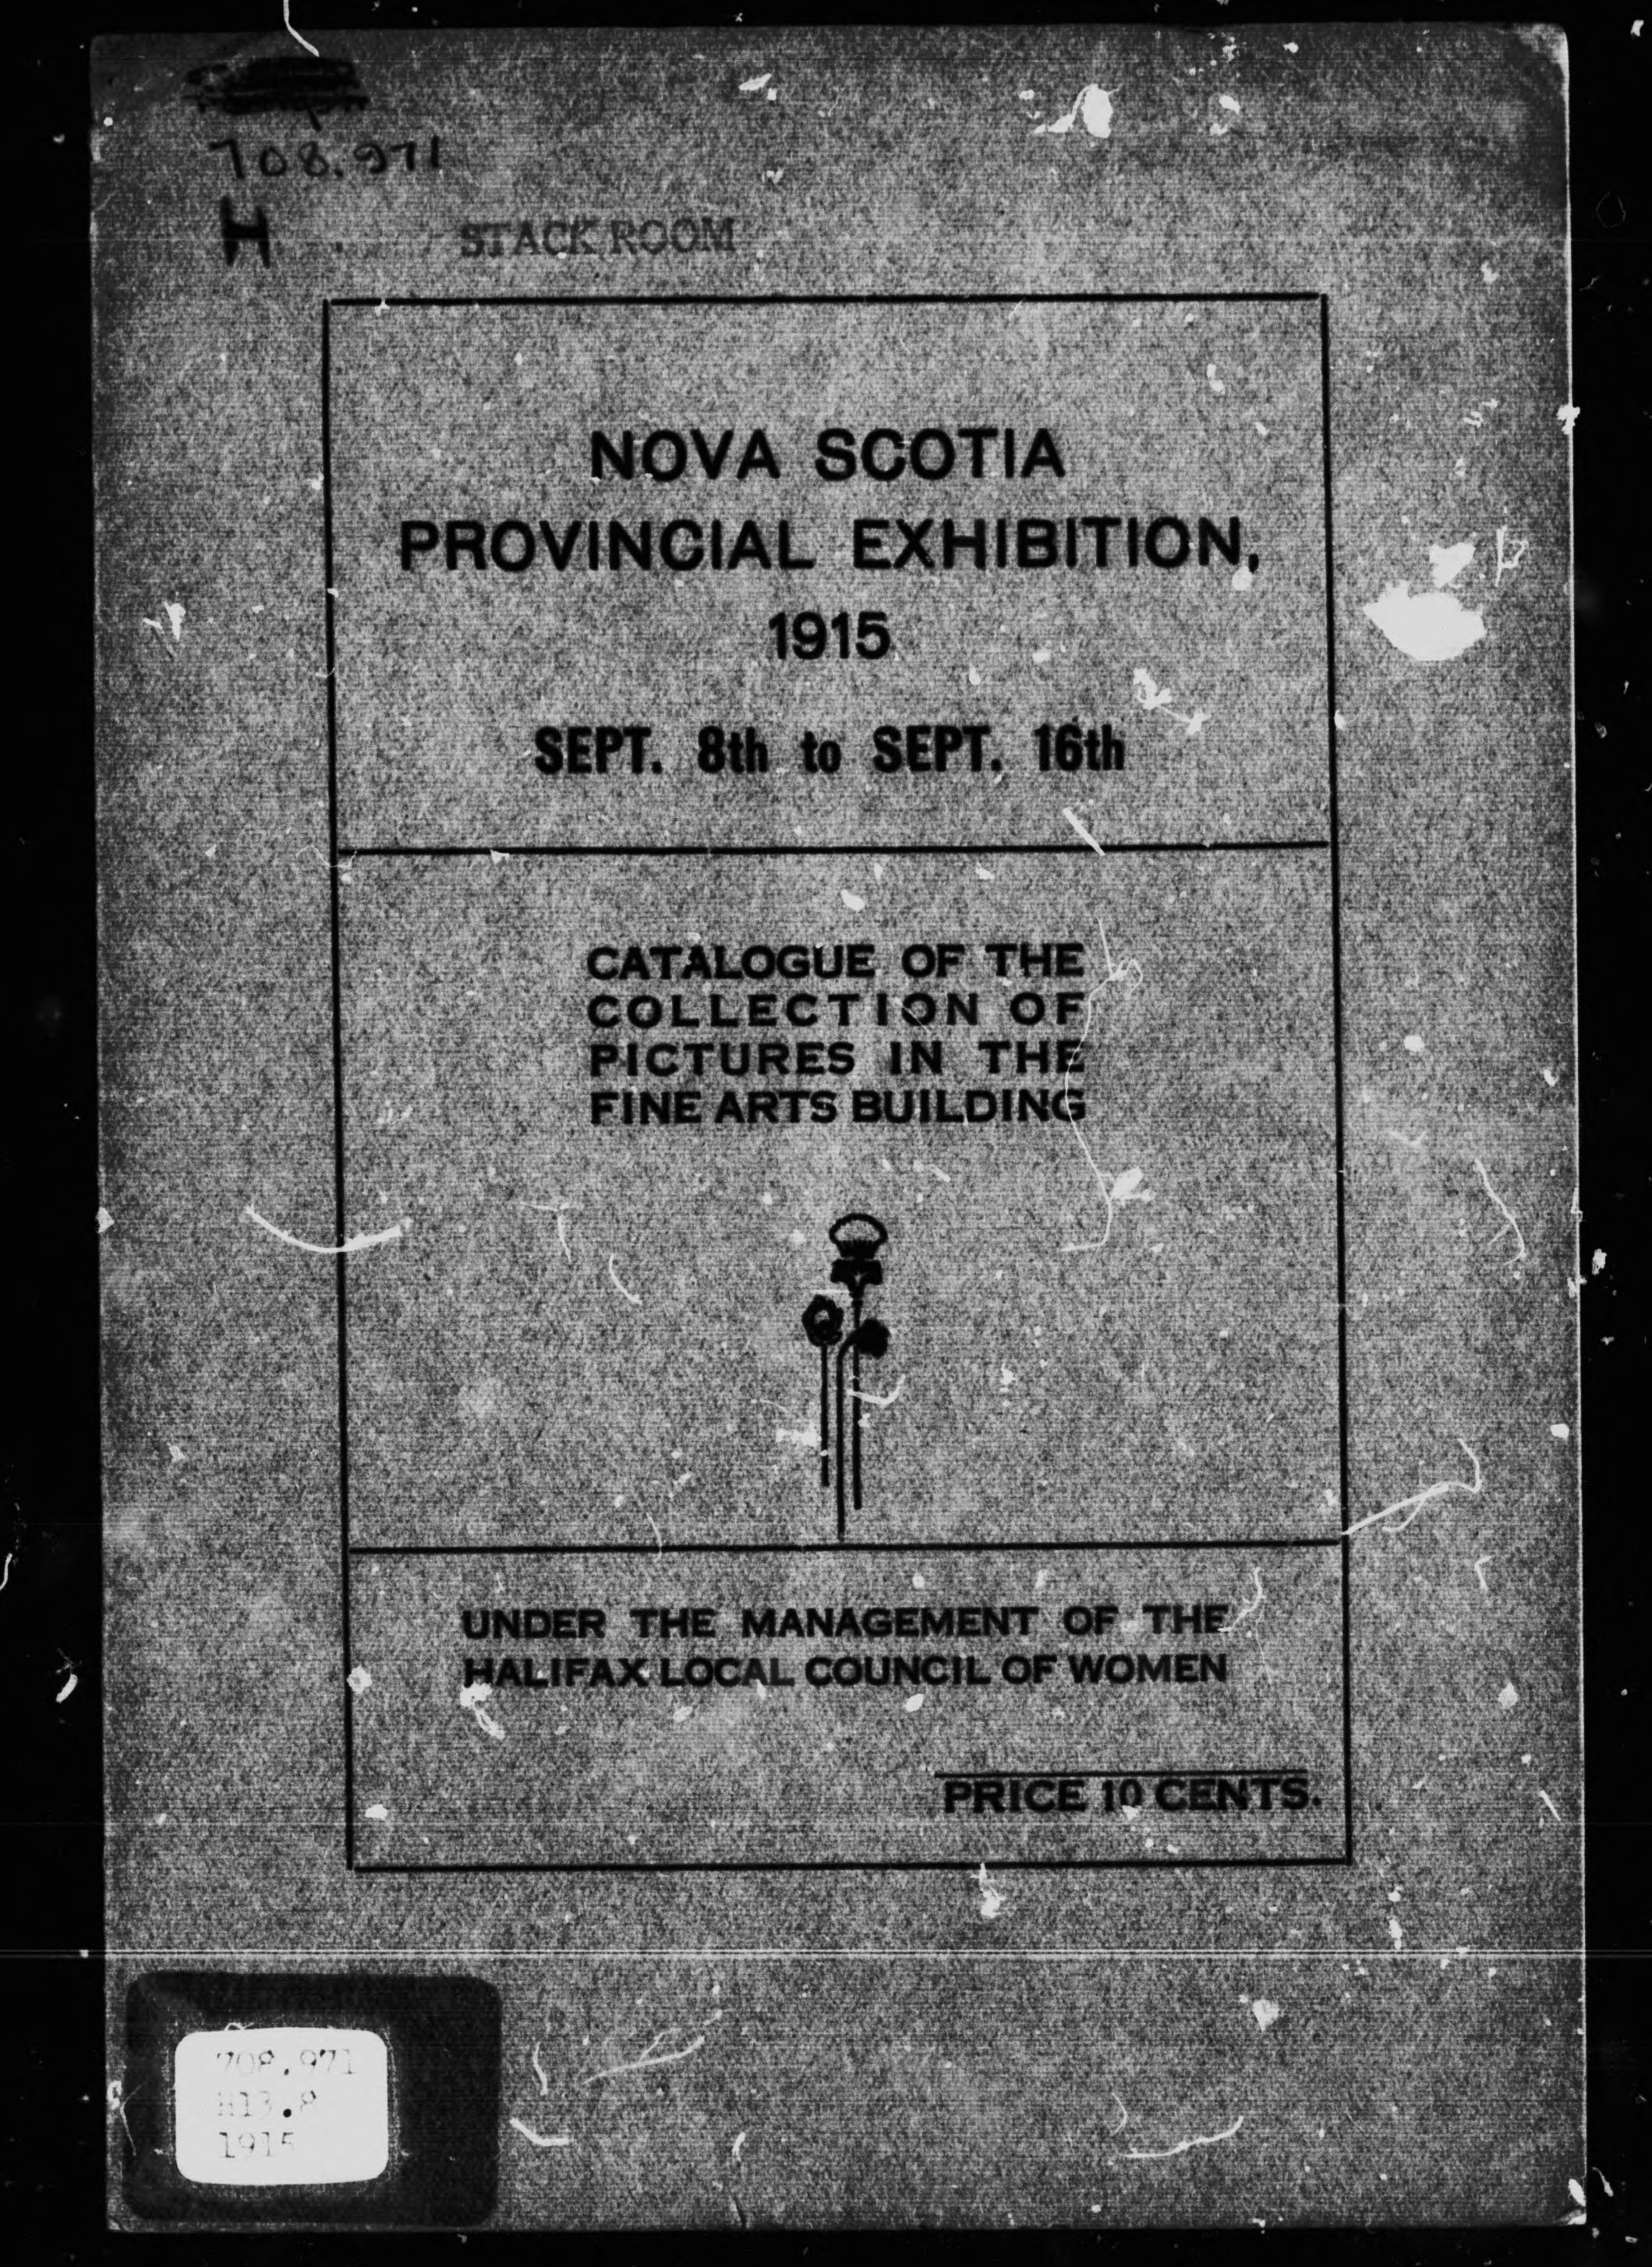 708.971
H
STACK ROOM
NOVA SCOTIA
PROVINCIAL EXHIBITION,
1915
SEPT. 8th to SEPT. 16th
CATALOGUE OF THE
COLLECTION OF
PICTURES IN THE
FINE ARTS BUILDING
UNDER THE MANAGEMENT OF THE
HALIFAX LOCAL COUNCIL OF WOMEN
PRICE 10 CENTS.
708.971
H13.8
1915